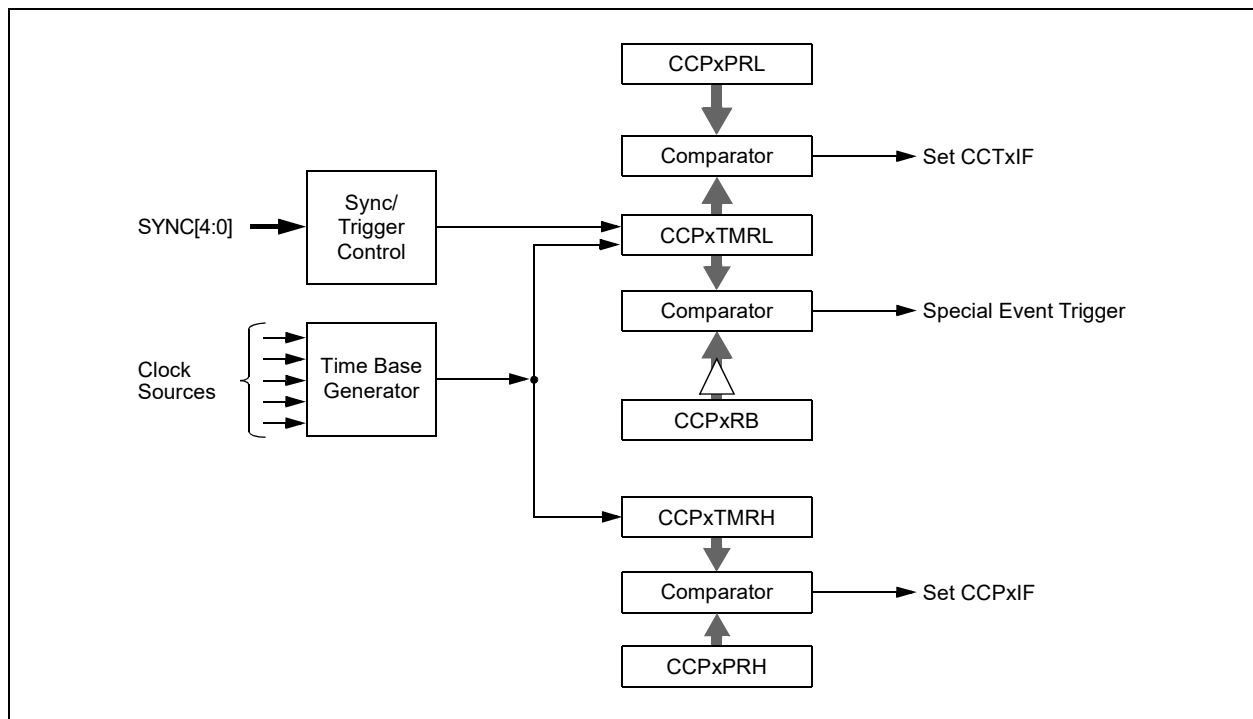 CCPxPRL
Comparator
Set CCTxIF
Sync/
Trigger
Control
SYNC[4:0]
CCPxTMRL
Comparator
Special Event Trigger
Clock
Sources
Time Base
Generator
CCPxRB
CCPxTMRH
Comparator
Set CCPxIF
CCPxPRH